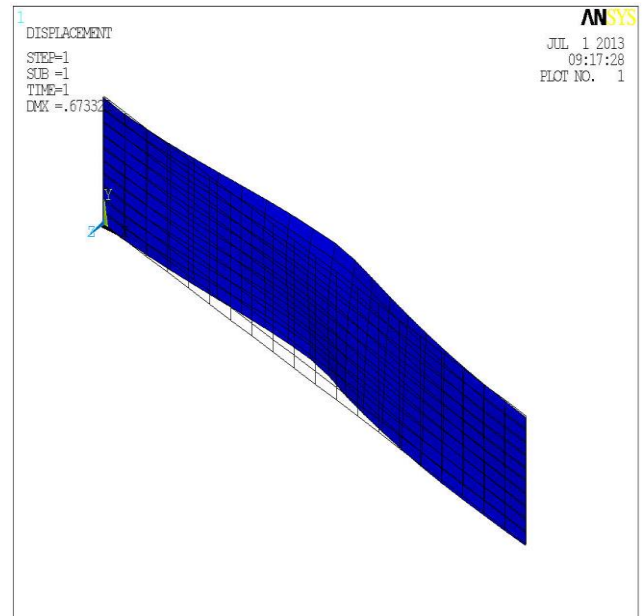 1
ANSYS
DISPLACEMENT
STEP=1
SUB =1
TIME=1
DMX =.67332
JUL 1 2013
09:17:28
PLOT NO. 1
Y
Z